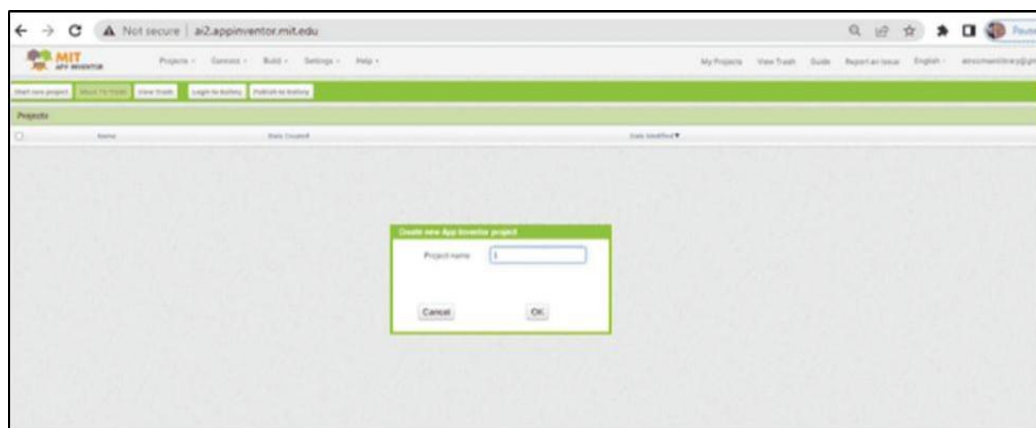 Not secure | ai2.appinventor.mit.edu
MIT
APP INVENTOR
Projects Connect Build Settings Help
My Projects View Trash Guide Report an Issue English
Start new project Move To Trash View Trash Login to Gallery Publish to Gallery
Projects
Name Date Created Date Modified
Create new App Inventor project
Project name
Cancel OK